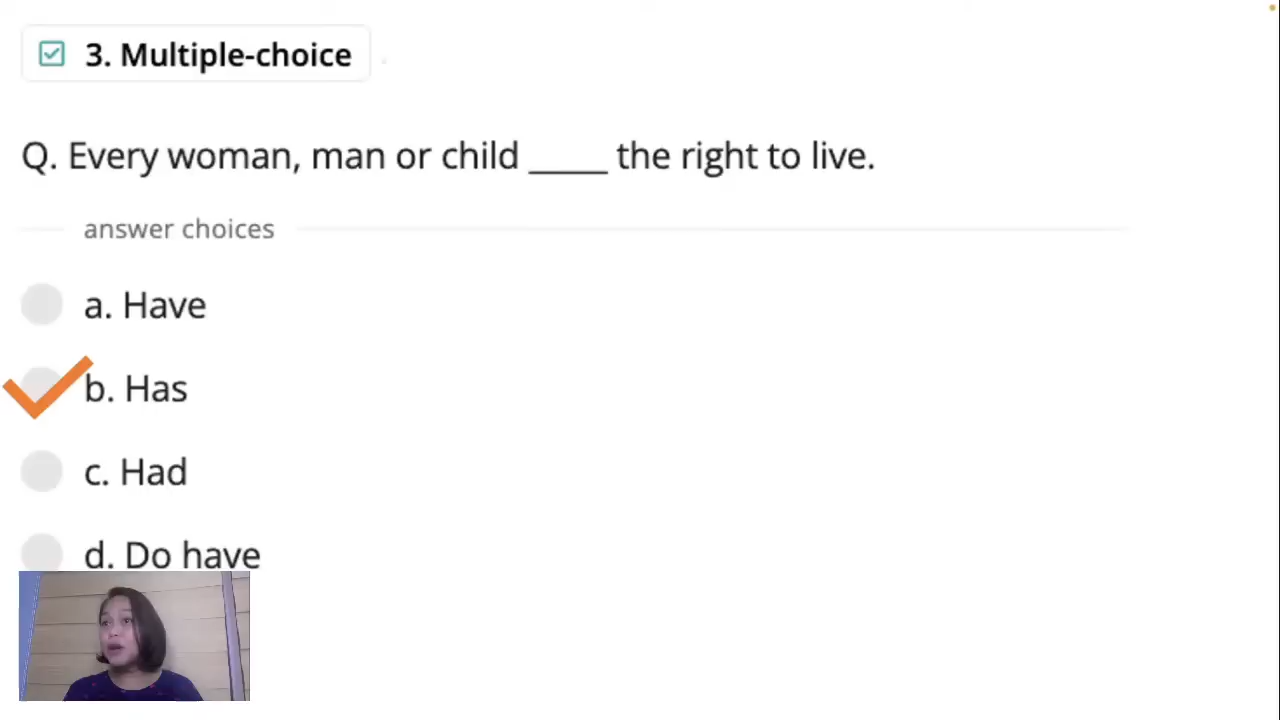 3. Multiple-choice
Q. Every woman, man or child _____ the right to live.
answer choices
a. Have
b. Has
c. Had
d. Do have